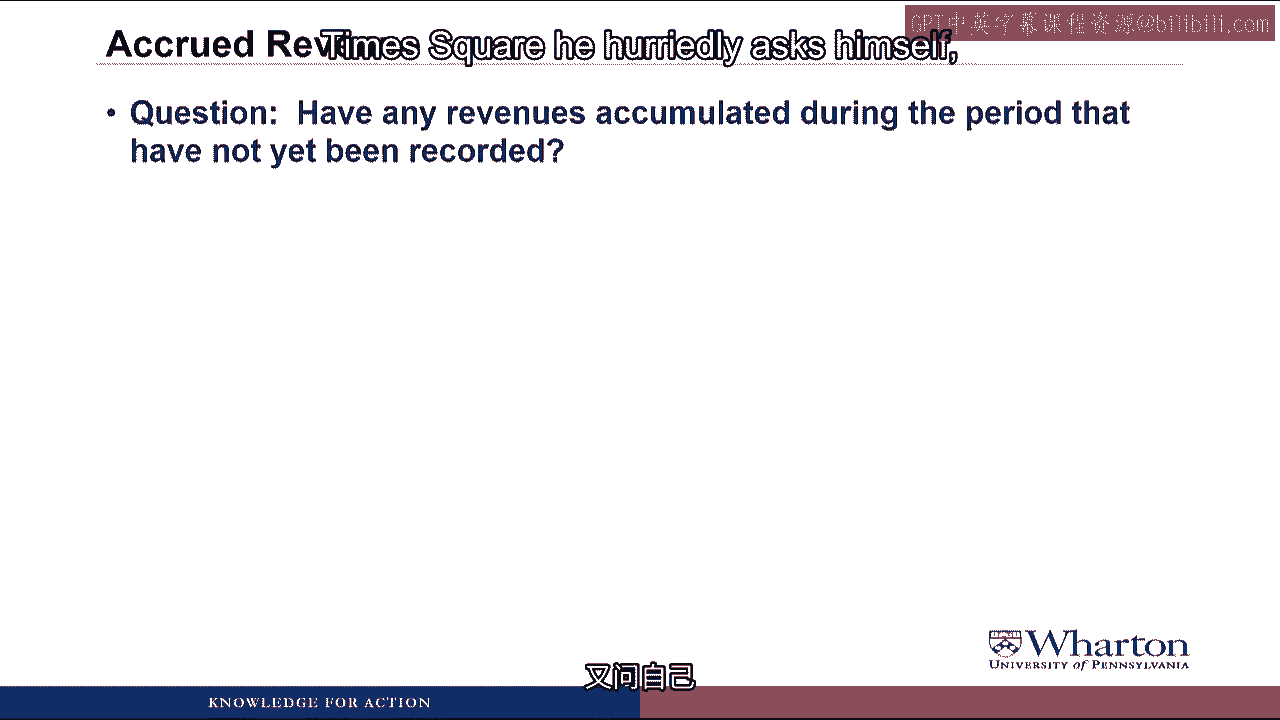 GPT中英字幕课程资源@bilibili.com
Accrued Rev
Times Square he hurriedly asks himself,
• Question: Have any revenues accumulated during the period that
have not yet been recorded?
Wharton
UNIVERSITY of PENNSYLVANIA
又问自己
KNOWLEDGE FOR ACTION